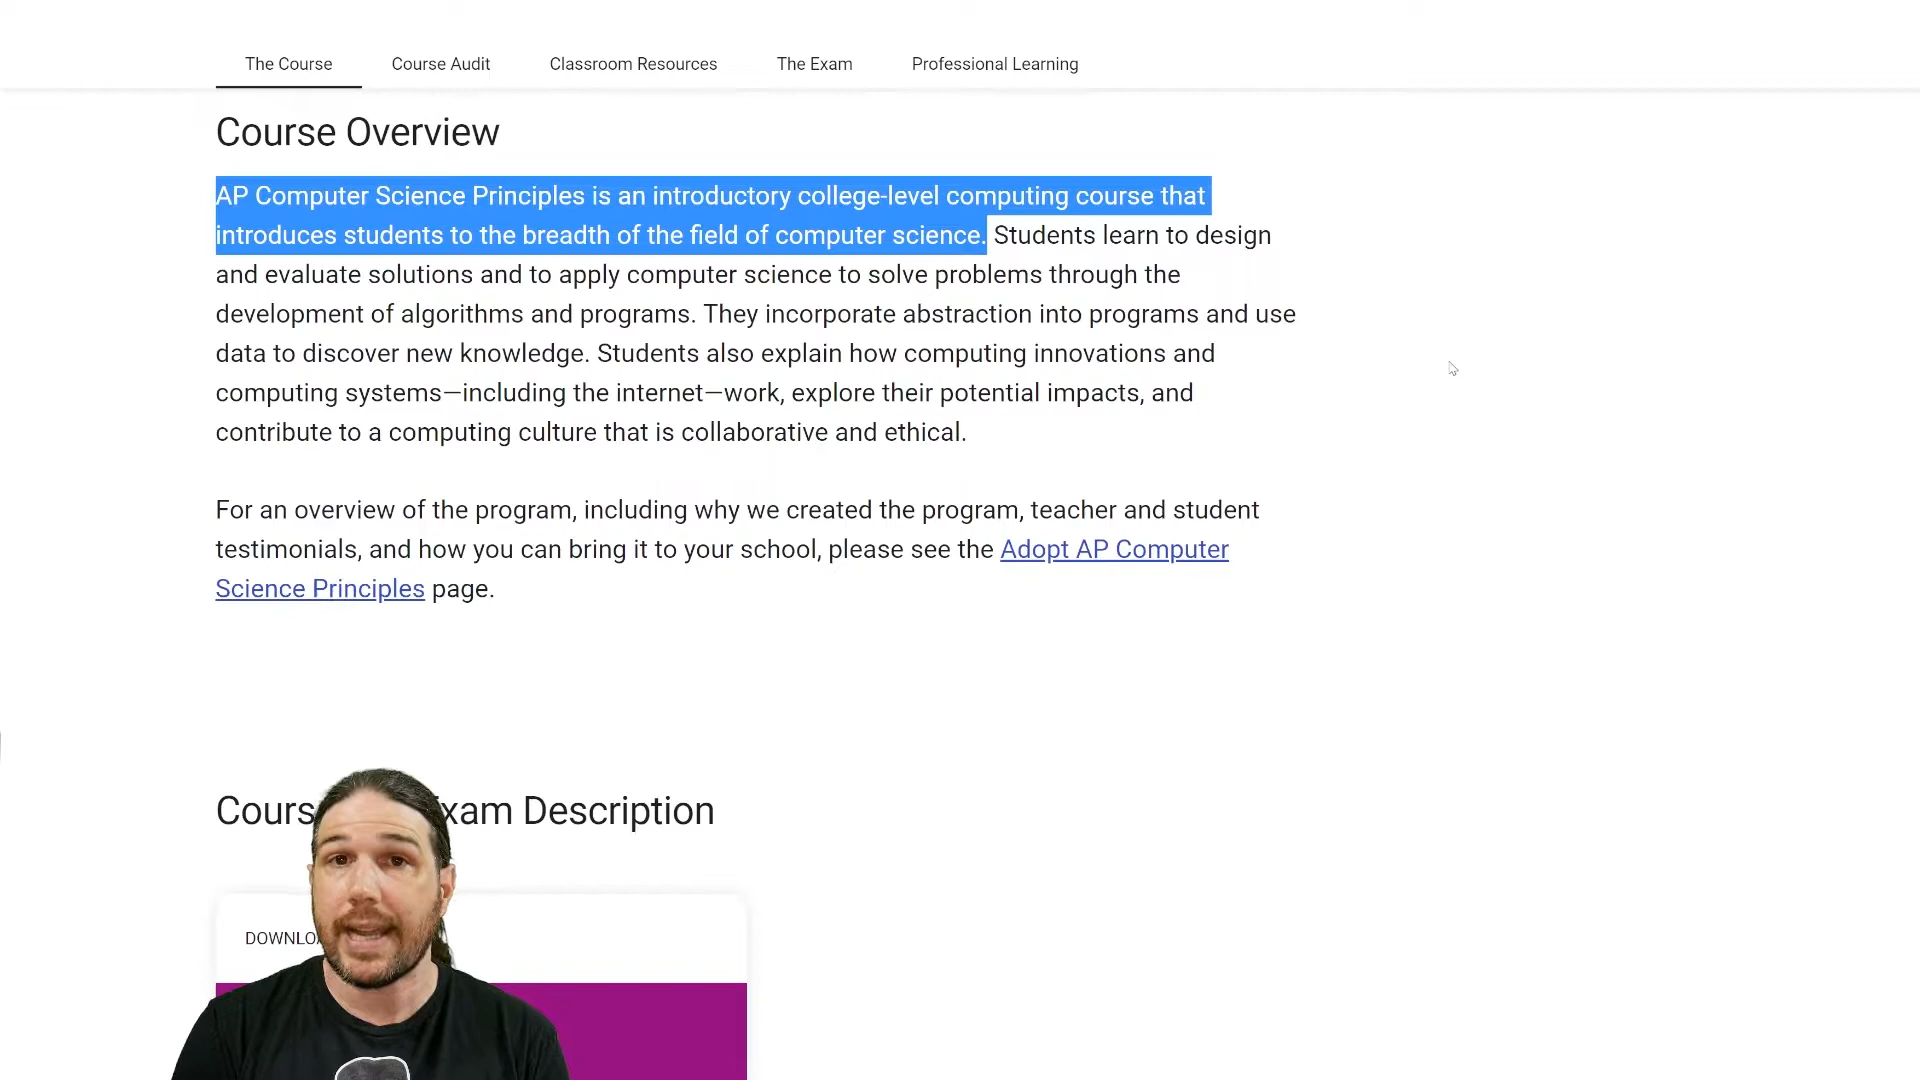 The Course Course Audit Classroom Resources The Exam Professional Learning
Course Overview
AP Computer Science Principles is an introductory college-level computing course that
introduces students to the breadth of the field of computer science. Students learn to design
and evaluate solutions and to apply computer science to solve problems through the
development of algorithms and programs. They incorporate abstraction into programs and use
data to discover new knowledge. Students also explain how computing innovations and
computing systems—including the internet—work, explore their potential impacts, and
contribute to a computing culture that is collaborative and ethical.
For an overview of the program, including why we created the program, teacher and student
testimonials, and how you can bring it to your school, please see the Adopt AP Computer
Science Principles page.
Description